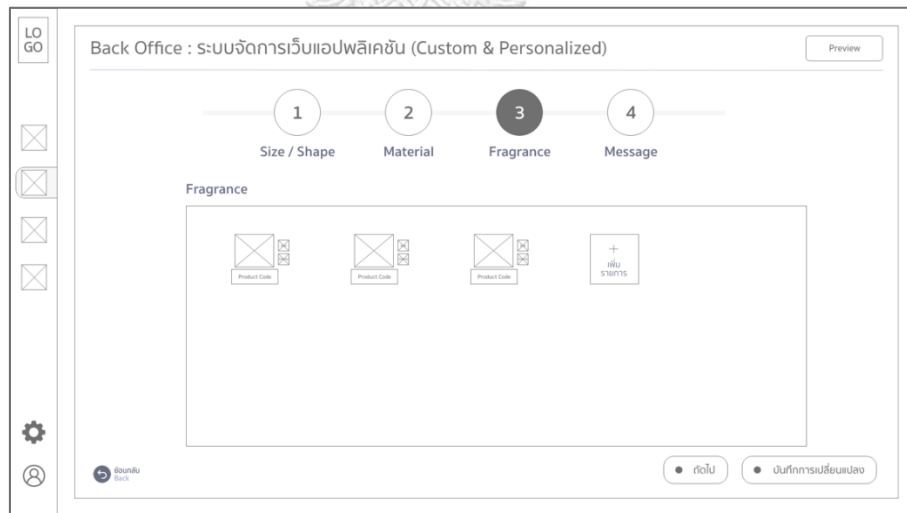 LO
GO
Back Office : ระบบจัดการเว็บแอปพลิเคชัน (Custom & Personalized)
Preview
1
2
3
4
Size / Shape
Material
Fragrance
Message
Fragrance
Product Code
Product Code
Product Code
+
เพิ่ม
รายการ
ย้อนกลับ
Back
ถัดไป
บันทึกการเปลี่ยนแปลง